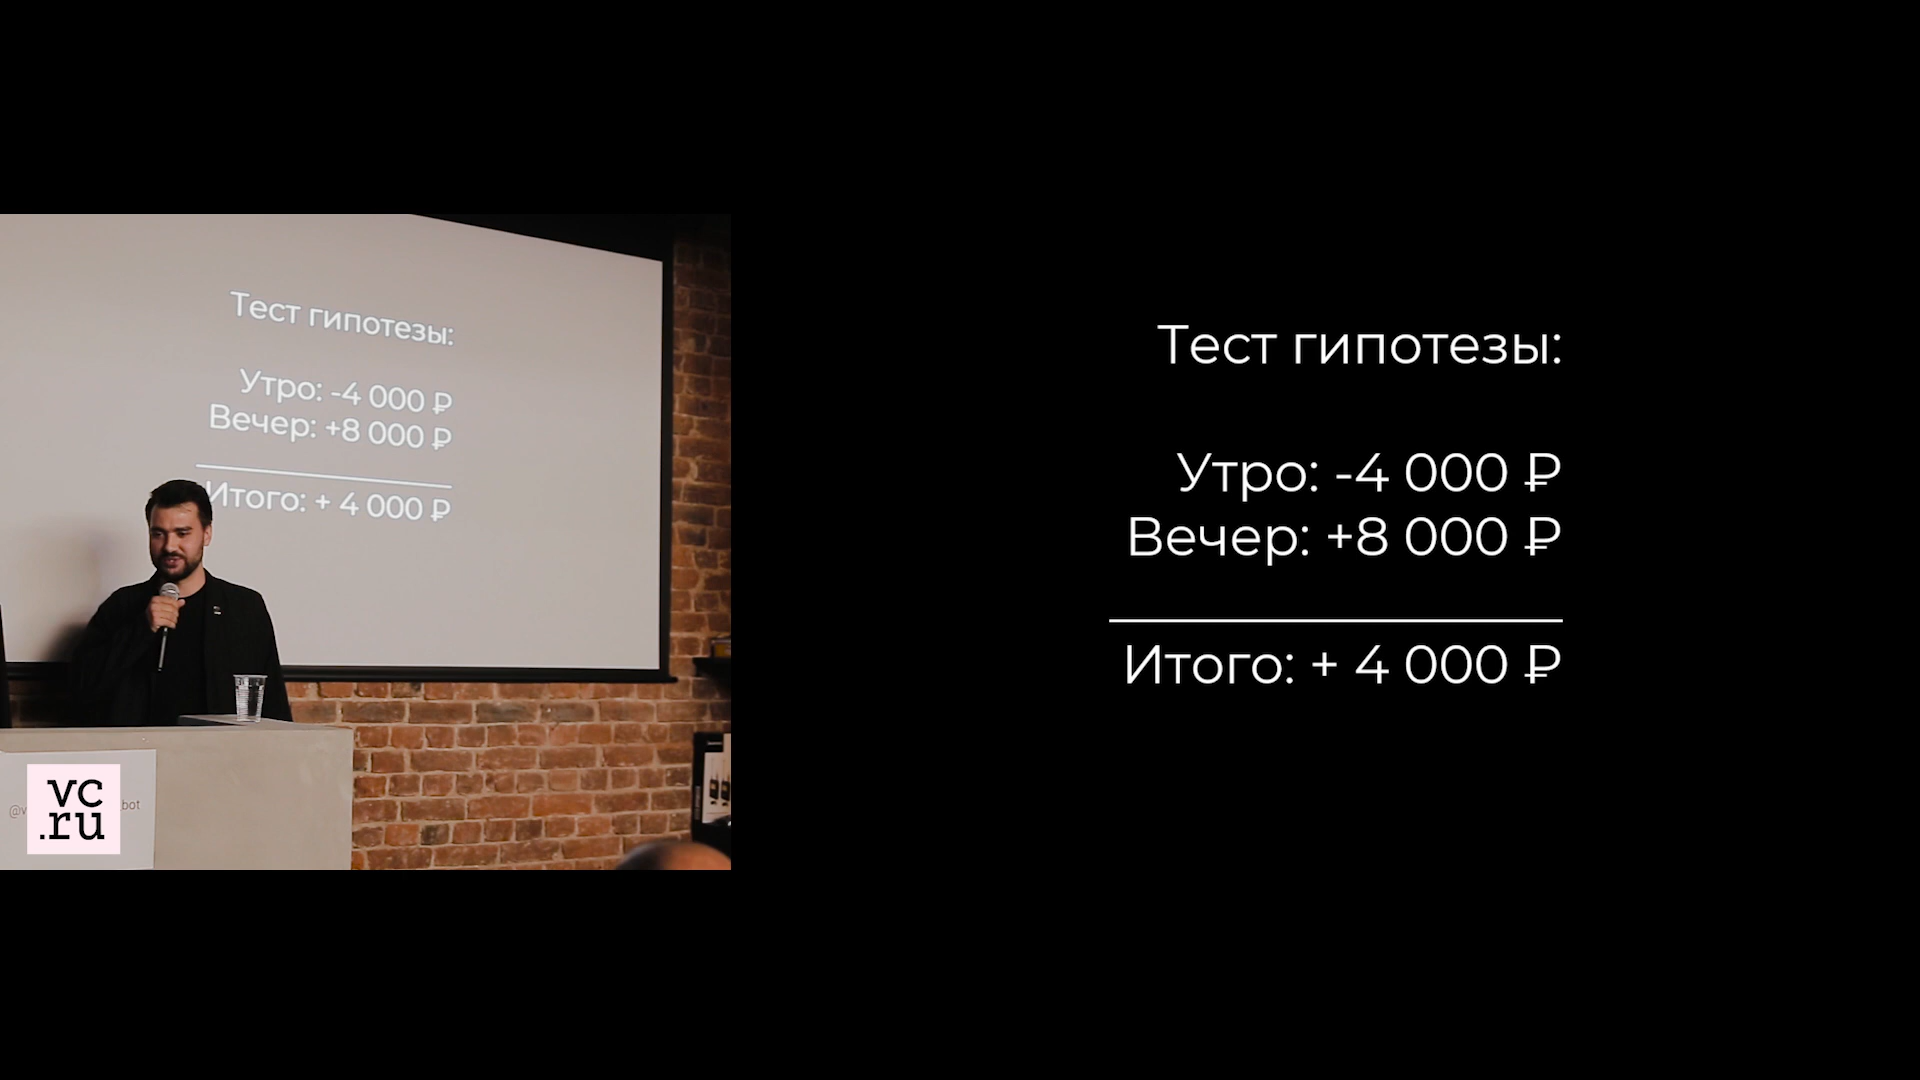 Тест гипотезы:
Утро: -4 000 ₽
Вечер: +8 000 ₽
Итого: + 4 000 ₽
vc
.ru
bot
Тест гипотезы:
Утро: -4 000 ₽
Вечер: +8 000 ₽
Итого: + 4 000 ₽